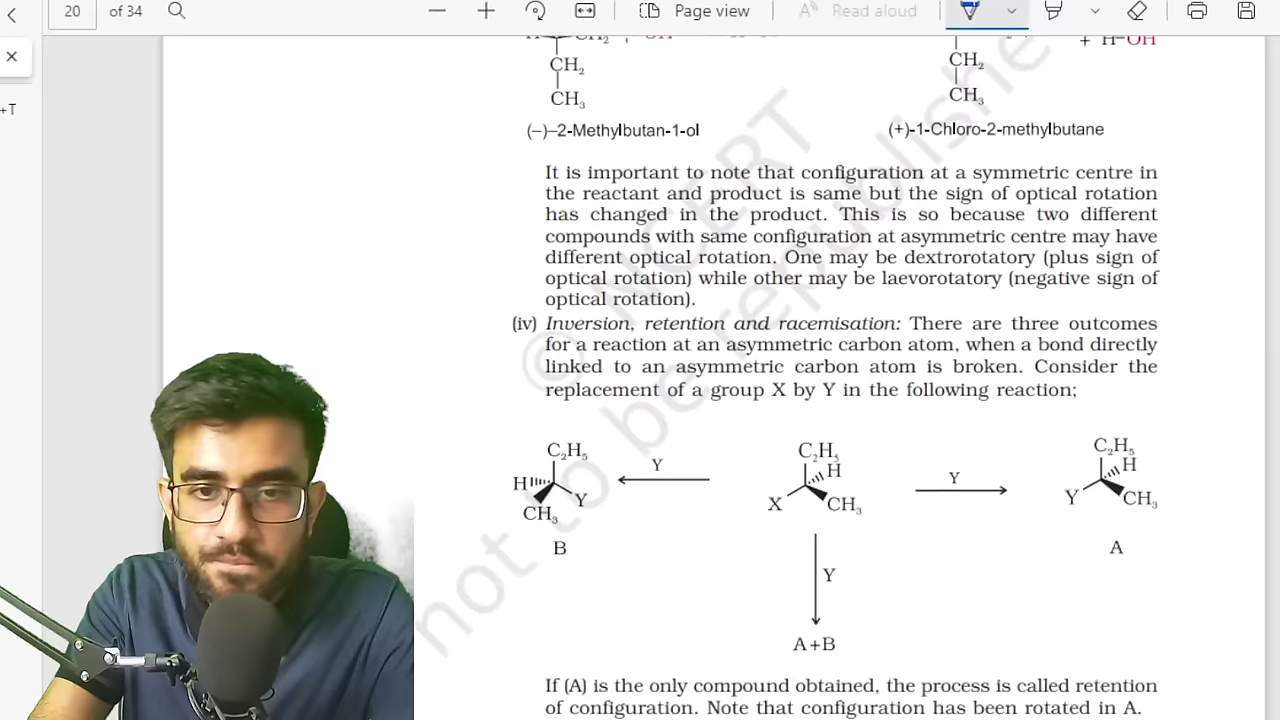 20 of 34 Page view Read aloud
+T
CH₂ + OH
+ H–OH
CH₂ CH₂
CH₃ CH₃
(–)–2-Methylbutan-1-ol (+)-1-Chloro-2-methylbutane
It is important to note that configuration at a symmetric centre in
the reactant and product is same but the sign of optical rotation
has changed in the product. This is so because two different
compounds with same configuration at asymmetric centre may have
different optical rotation. One may be dextrorotatory (plus sign of
optical rotation) while other may be laevorotatory (negative sign of
optical rotation).
(iv) Inversion, retention and racemisation: There are three outcomes
for a reaction at an asymmetric carbon atom, when a bond directly
linked to an asymmetric carbon atom is broken. Consider the
replacement of a group X by Y in the following reaction;
C₂H₅ C₂H₅ C₂H₅
H Y H Y H
Y X CH₃ Y CH₃
CH₃
B A
Y
A+B
If (A) is the only compound obtained, the process is called retention
of configuration. Note that configuration has been rotated in A.
© NCERT
not to be republishe